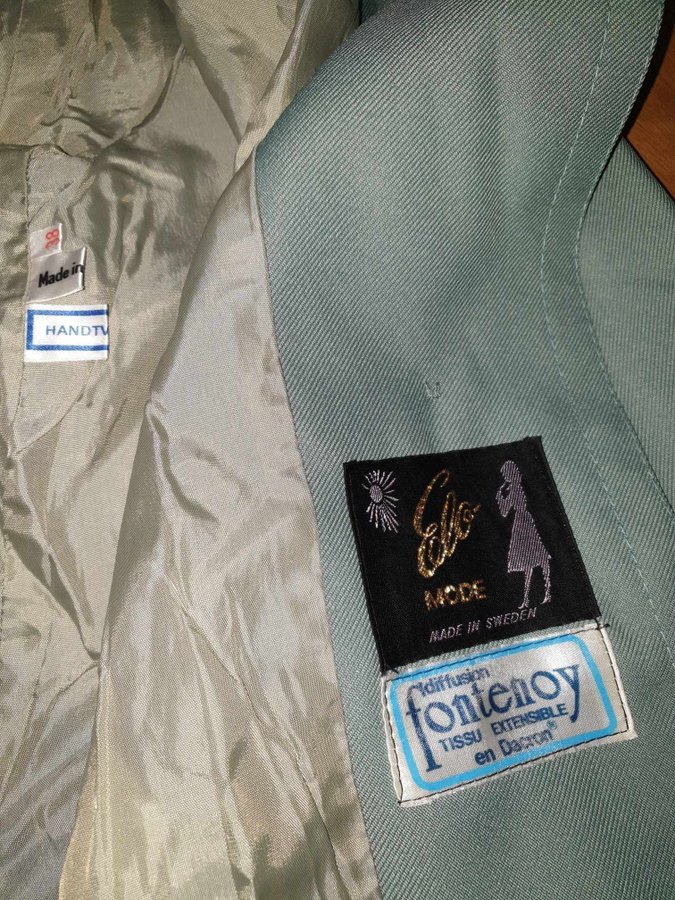 38
Made in
HANDTV
Elo-
MODE
MADE IN SWEDEN
diffusion
fontenoy
TISSU EXTENSIBLE
en Dacron®